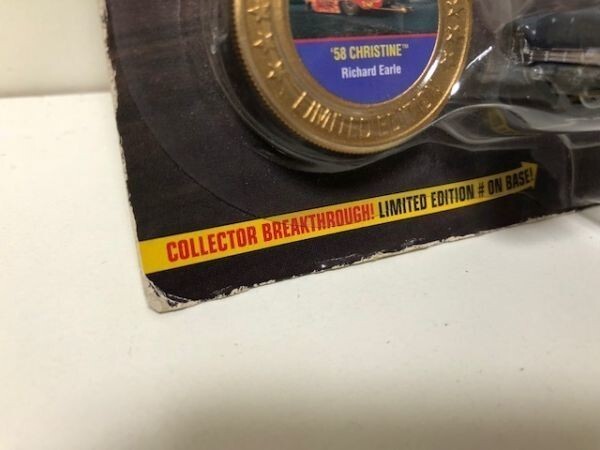 '58 CHRISTINE™
Richard Earle
LIMITED EDITION
COLLECTOR BREAKTHROUGH! LIMITED EDITION # ON BASE!